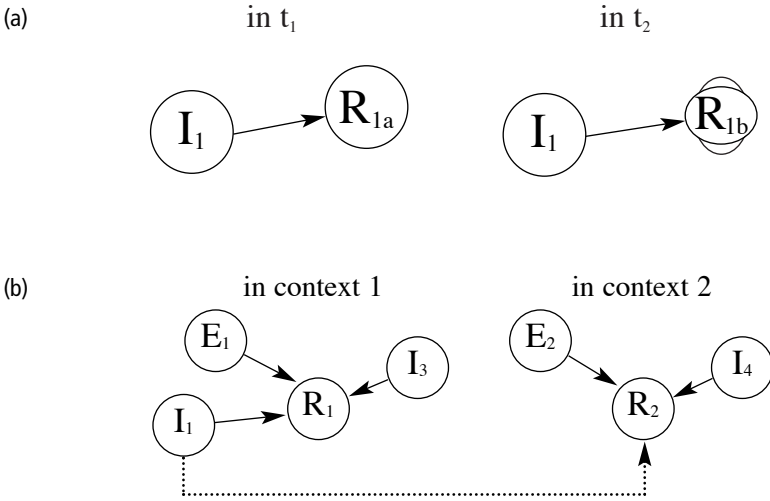 (a)
in t₁
in t₂
I₁
R₁ₐ
I₁
R₁b
(b)
in context 1
in context 2
E₁
I₃
R₁
I₁
E₂
I₄
R₂